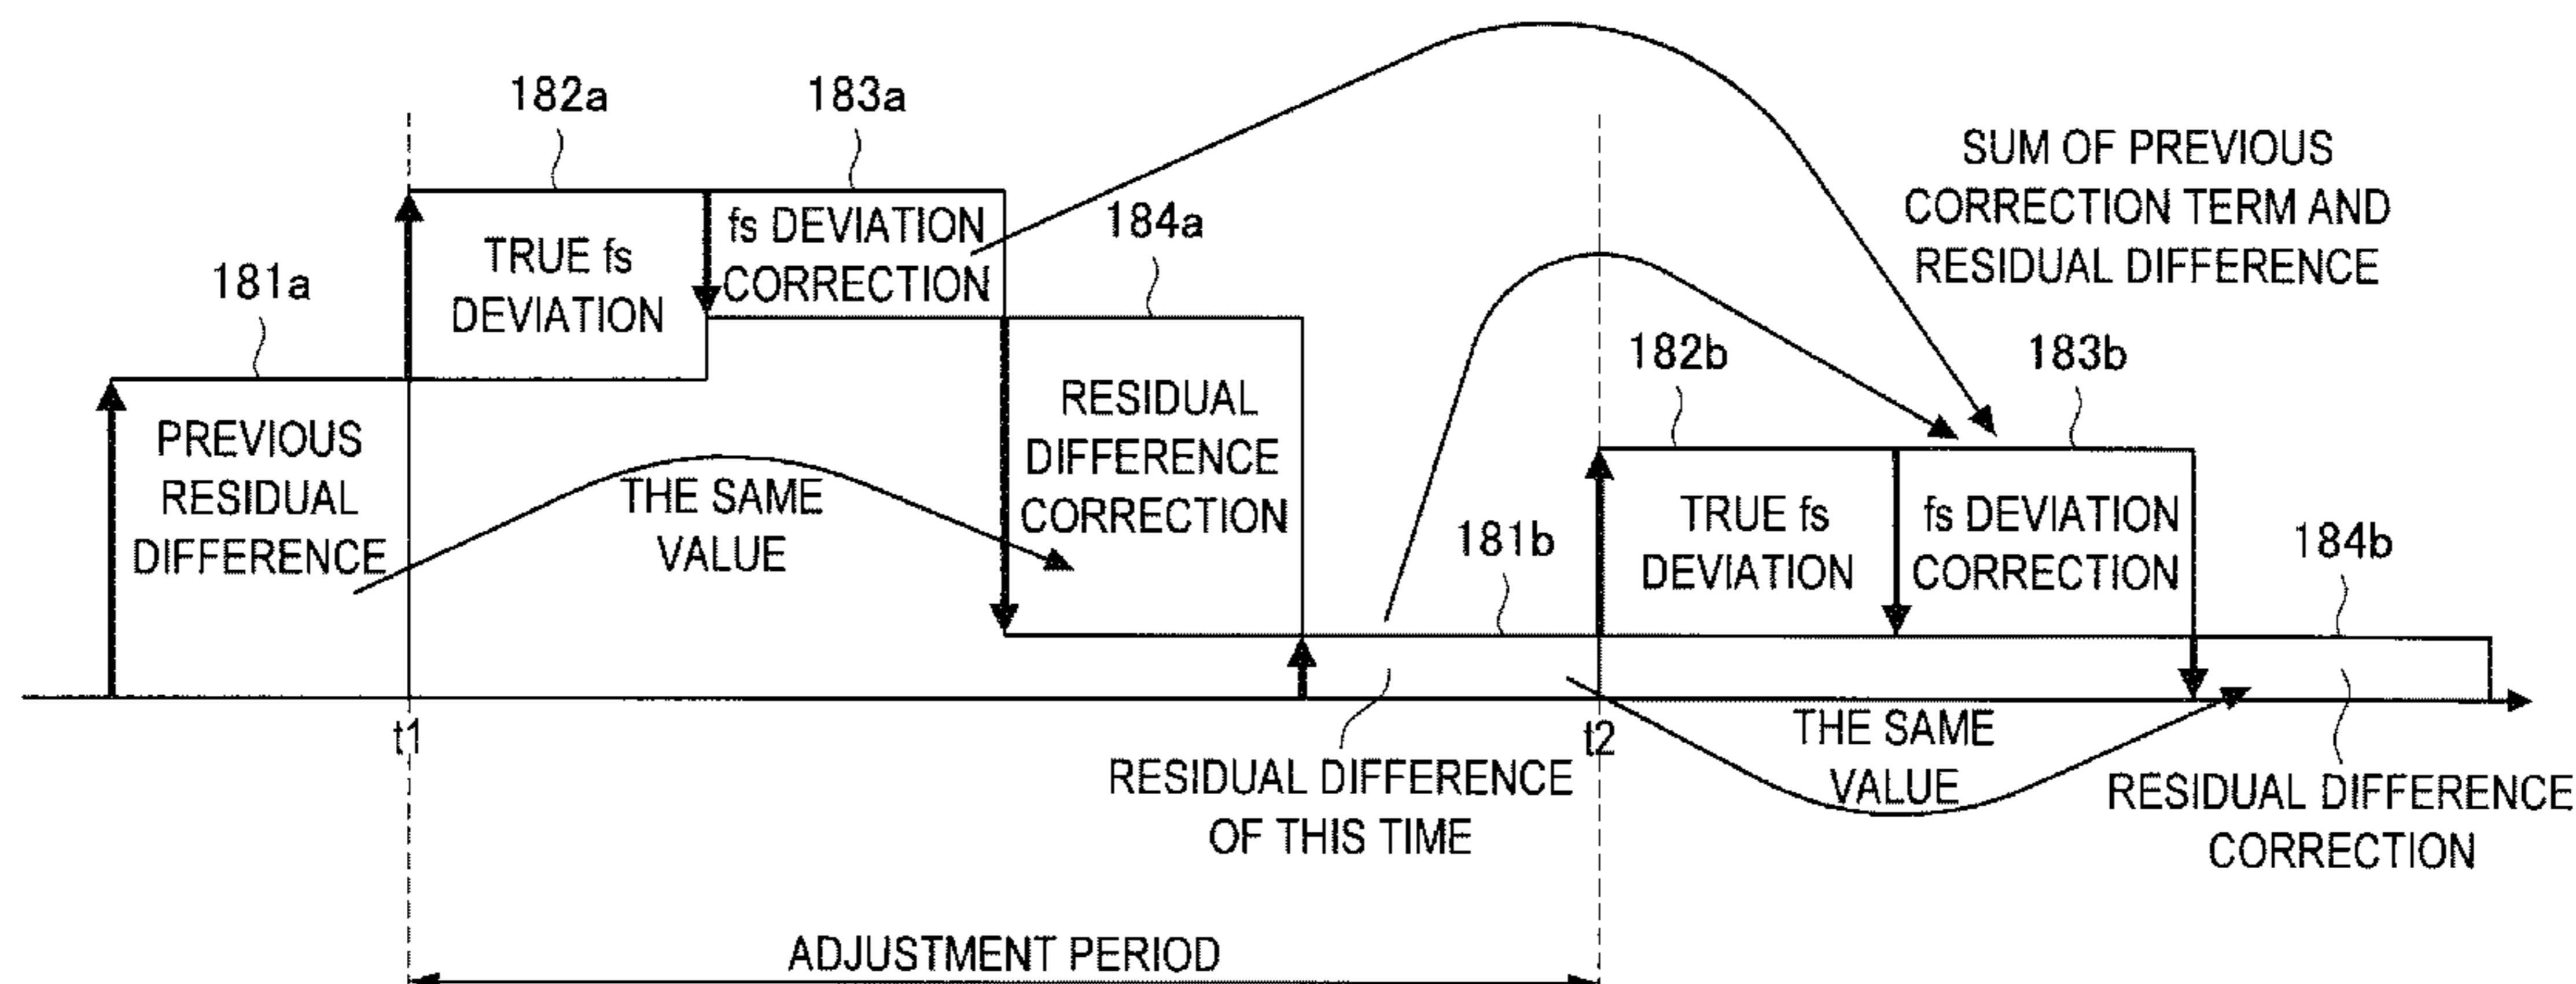 182a
183a
SUM OF PREVIOUS
CORRECTION TERM AND
RESIDUAL DIFFERENCE
181a
TRUE fs
DEVIATION
fs DEVIATION
CORRECTION
184a
182b
183b
PREVIOUS
RESIDUAL
DIFFERENCE
THE SAME
VALUE
RESIDUAL
DIFFERENCE
CORRECTION
181b
TRUE fs
DEVIATION
fs DEVIATION
CORRECTION
184b
t1
t2
RESIDUAL DIFFERENCE
OF THIS TIME
THE SAME
VALUE
RESIDUAL DIFFERENCE
CORRECTION
ADJUSTMENT PERIOD